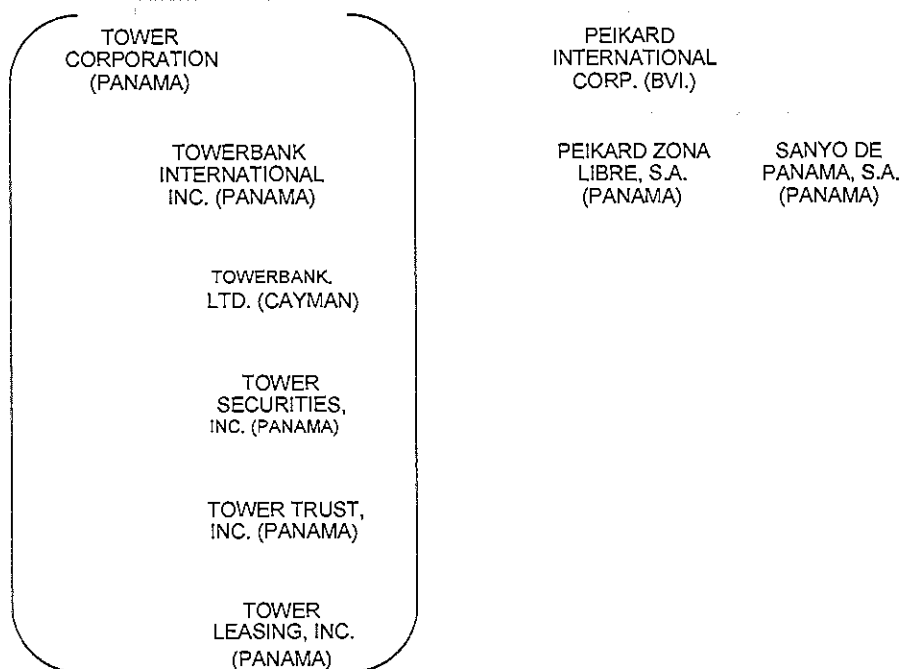 TOWER
CORPORATION
(PANAMA)
PEIKARD
INTERNATIONAL
CORP. (BVI.)
TOWERBANK
INTERNATIONAL
INC. (PANAMA)
PEIKARD ZONA
LIBRE, S.A.
(PANAMA)
SANYO DE
PANAMA, S.A.
(PANAMA)
TOWERBANK.
LTD. (CAYMAN)
TOWER
SECURITIES,
INC. (PANAMA)
TOWER TRUST,
INC. (PANAMA)
TOWER
LEASING, INC.
(PANAMA)